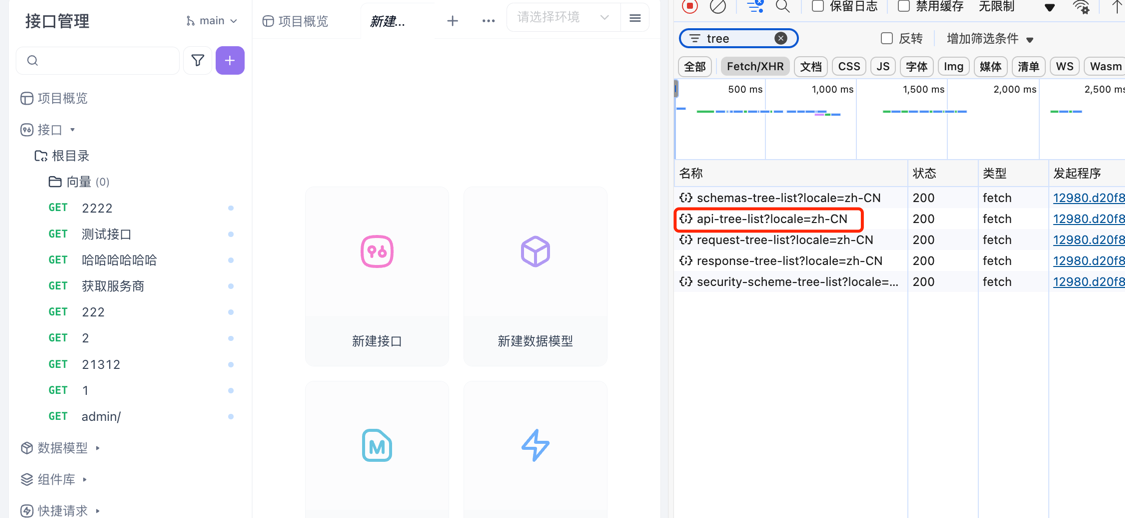 接口管理
main
项目概览
接口
根目录
向量 (0)
GET 2222
GET 测试接口
GET 哈哈哈哈哈哈
GET 获取服务商
GET 222
GET 2
GET 21312
GET 1
GET admin/
数据模型
组件库
快捷请求
项目概览
新建...
请选择环境
新建接口
新建数据模型
保留日志
禁用缓存
无限制
tree
反转
增加筛选条件
全部
Fetch/XHR
文档
CSS
JS
字体
Img
媒体
清单
WS
Wasm
500 ms
1,000 ms
1,500 ms
2,000 ms
2,500 ms
名称 状态 类型 发起程序
schemas-tree-list?locale=zh-CN 200 fetch 12980.d20f8
api-tree-list?locale=zh-CN 200 fetch 12980.d20f8
request-tree-list?locale=zh-CN 200 fetch 12980.d20f8
response-tree-list?locale=zh-CN 200 fetch 12980.d20f8
security-scheme-tree-list?locale=... 200 fetch 12980.d20f8